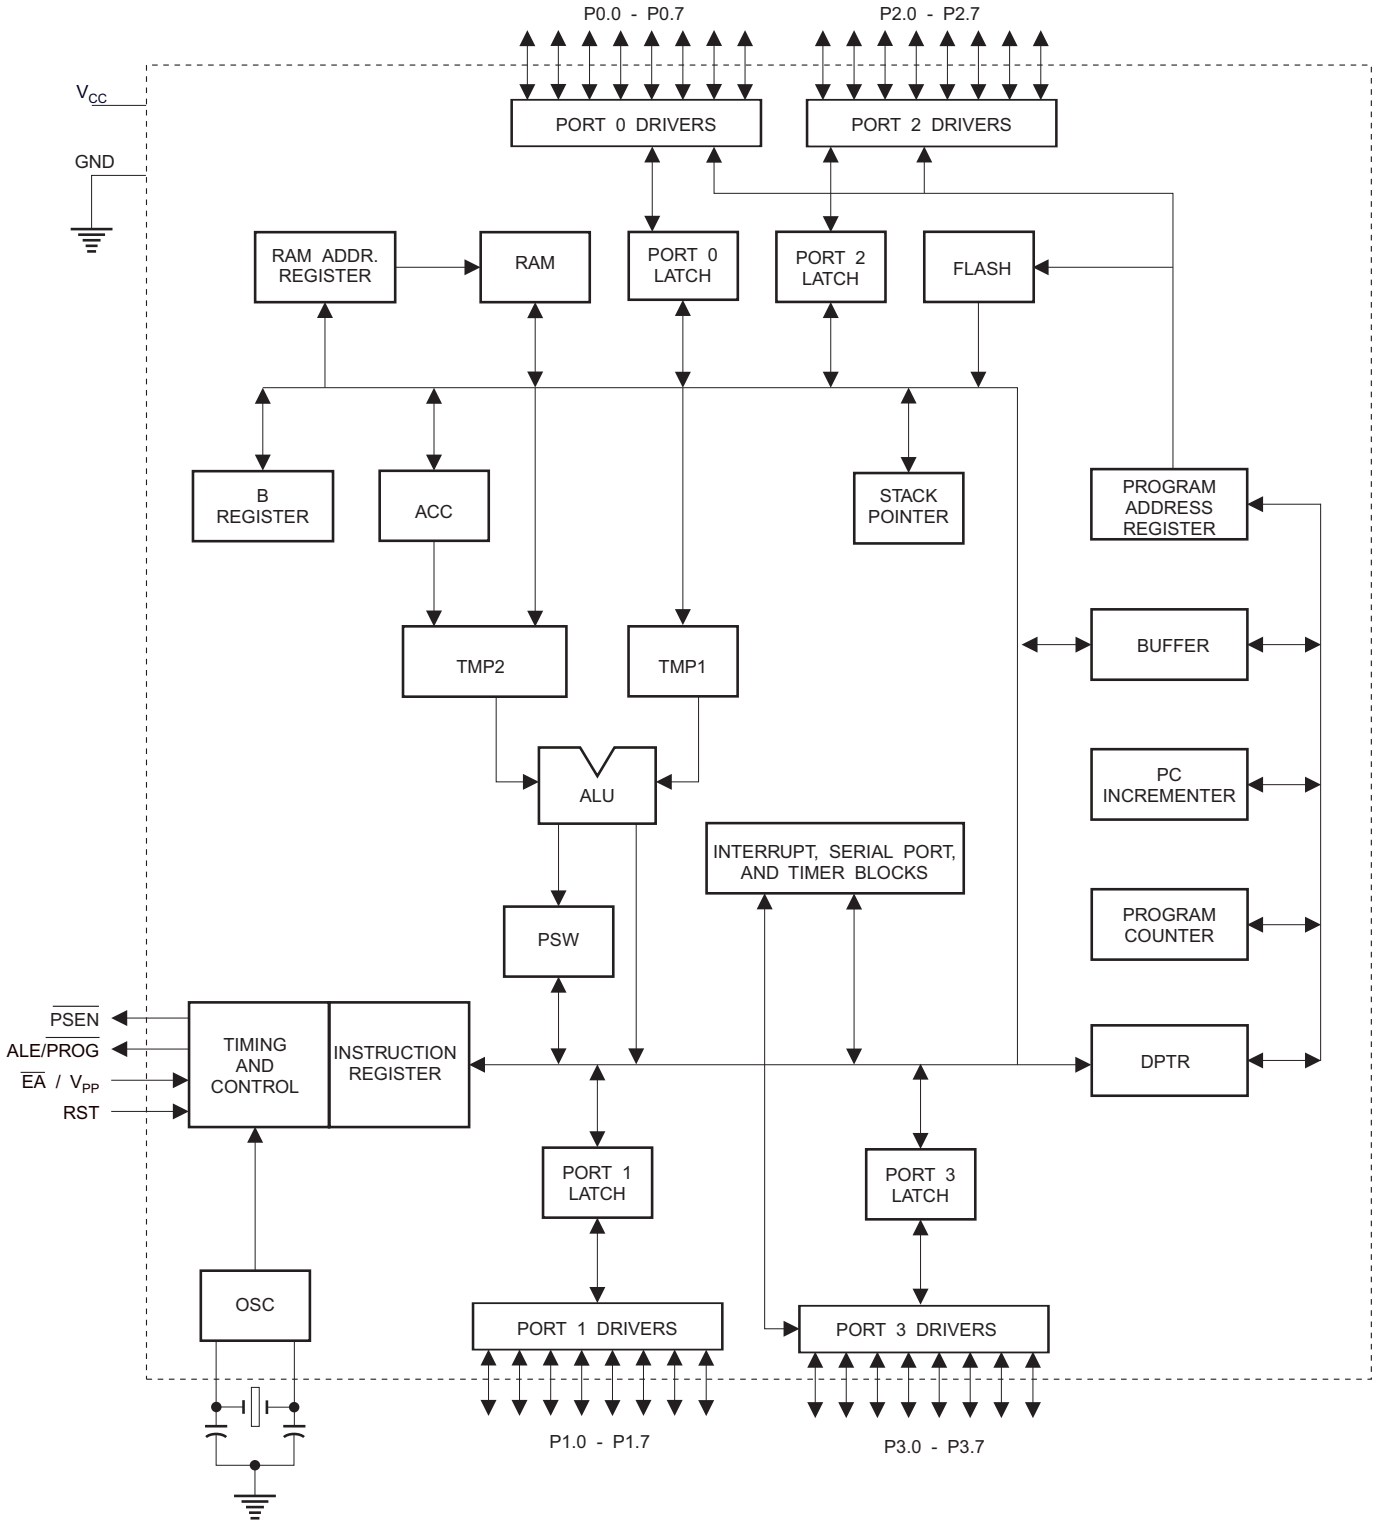 P0.0 - P0.7
P2.0 - P2.7
VCC
PORT 0 DRIVERS
PORT 2 DRIVERS
GND
RAM ADDR.
REGISTER
RAM
PORT 0
LATCH
PORT 2
LATCH
FLASH
B
REGISTER
ACC
STACK
POINTER
PROGRAM
ADDRESS
REGISTER
TMP2
TMP1
BUFFER
ALU
PC
INCREMENTER
INTERRUPT, SERIAL PORT,
AND TIMER BLOCKS
PSW
PROGRAM
COUNTER
PSEN
ALE/PROG
EA / VPP
RST
TIMING
AND
CONTROL
INSTRUCTION
REGISTER
DPTR
PORT 1
LATCH
PORT 3
LATCH
OSC
PORT 1 DRIVERS
PORT 3 DRIVERS
P1.0 - P1.7
P3.0 - P3.7